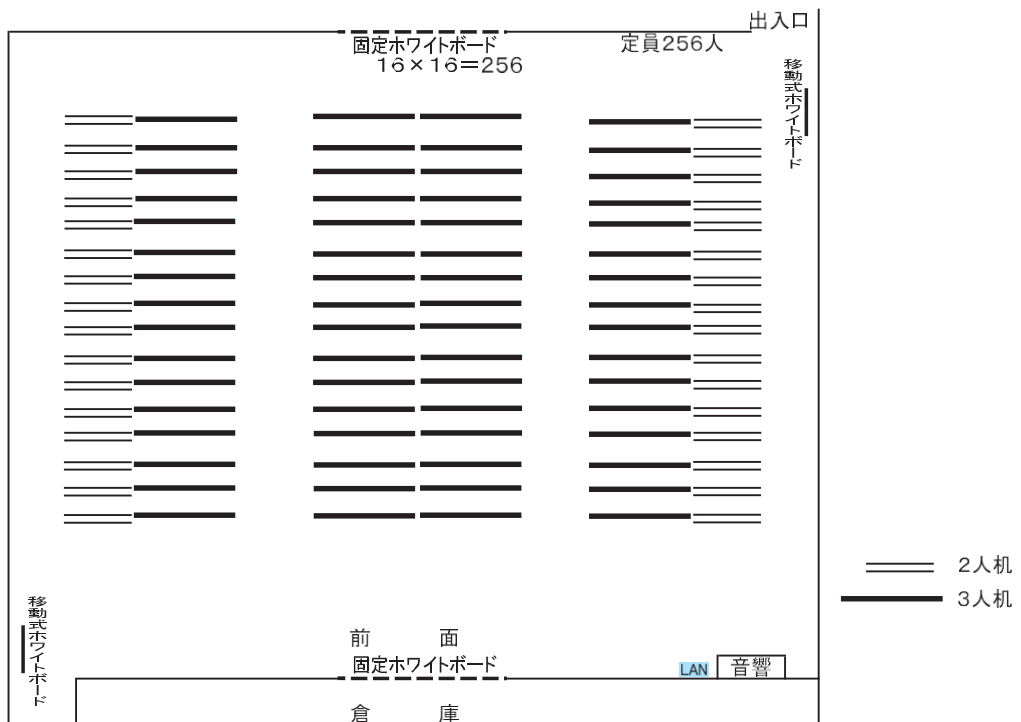 出入口
固定ホワイトボード
定員256人
16×16=256
移動式ホワイトボード
2人机
3人机
移動式ホワイトボード
前 面
固定ホワイトボード
LAN
音響
倉 庫